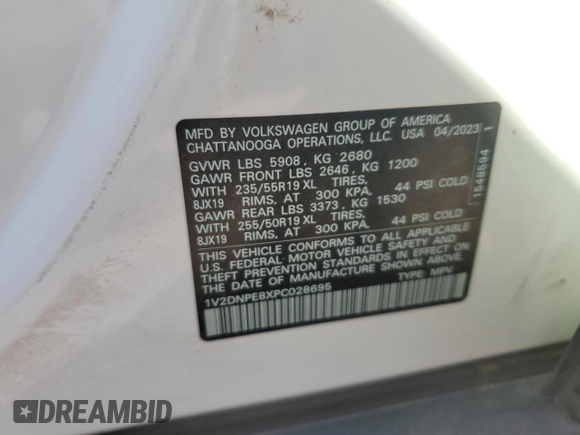 MFD BY VOLKSWAGEN GROUP OF AMERICA
CHATTANOOGA OPERATIONS, LLC. USA 04/2023
GVWR LBS 5908, KG 2680
GAWR FRONT LBS 2646, KG 1200
WITH 235/55R19 XL TIRES,
8JX19 RIMS, AT 300 KPA, 44 PSI COLD
GAWR REAR LBS 3373, KG 1530
WITH 255/50R19 XL TIRES,
8JX19 RIMS, AT 300 KPA, 44 PSI COLD
THIS VEHICLE CONFORMS TO ALL APPLICABLE
U.S. FEDERAL MOTOR VEHICLE SAFETY AND
THEFT PREVENTION STANDARDS IN EFFECT ON
THE DATE OF MANUFACTURE SHOWN ABOVE.
1V2DNPE8XPC028695 TYPE: MPV
1648594 1
DREAMBID